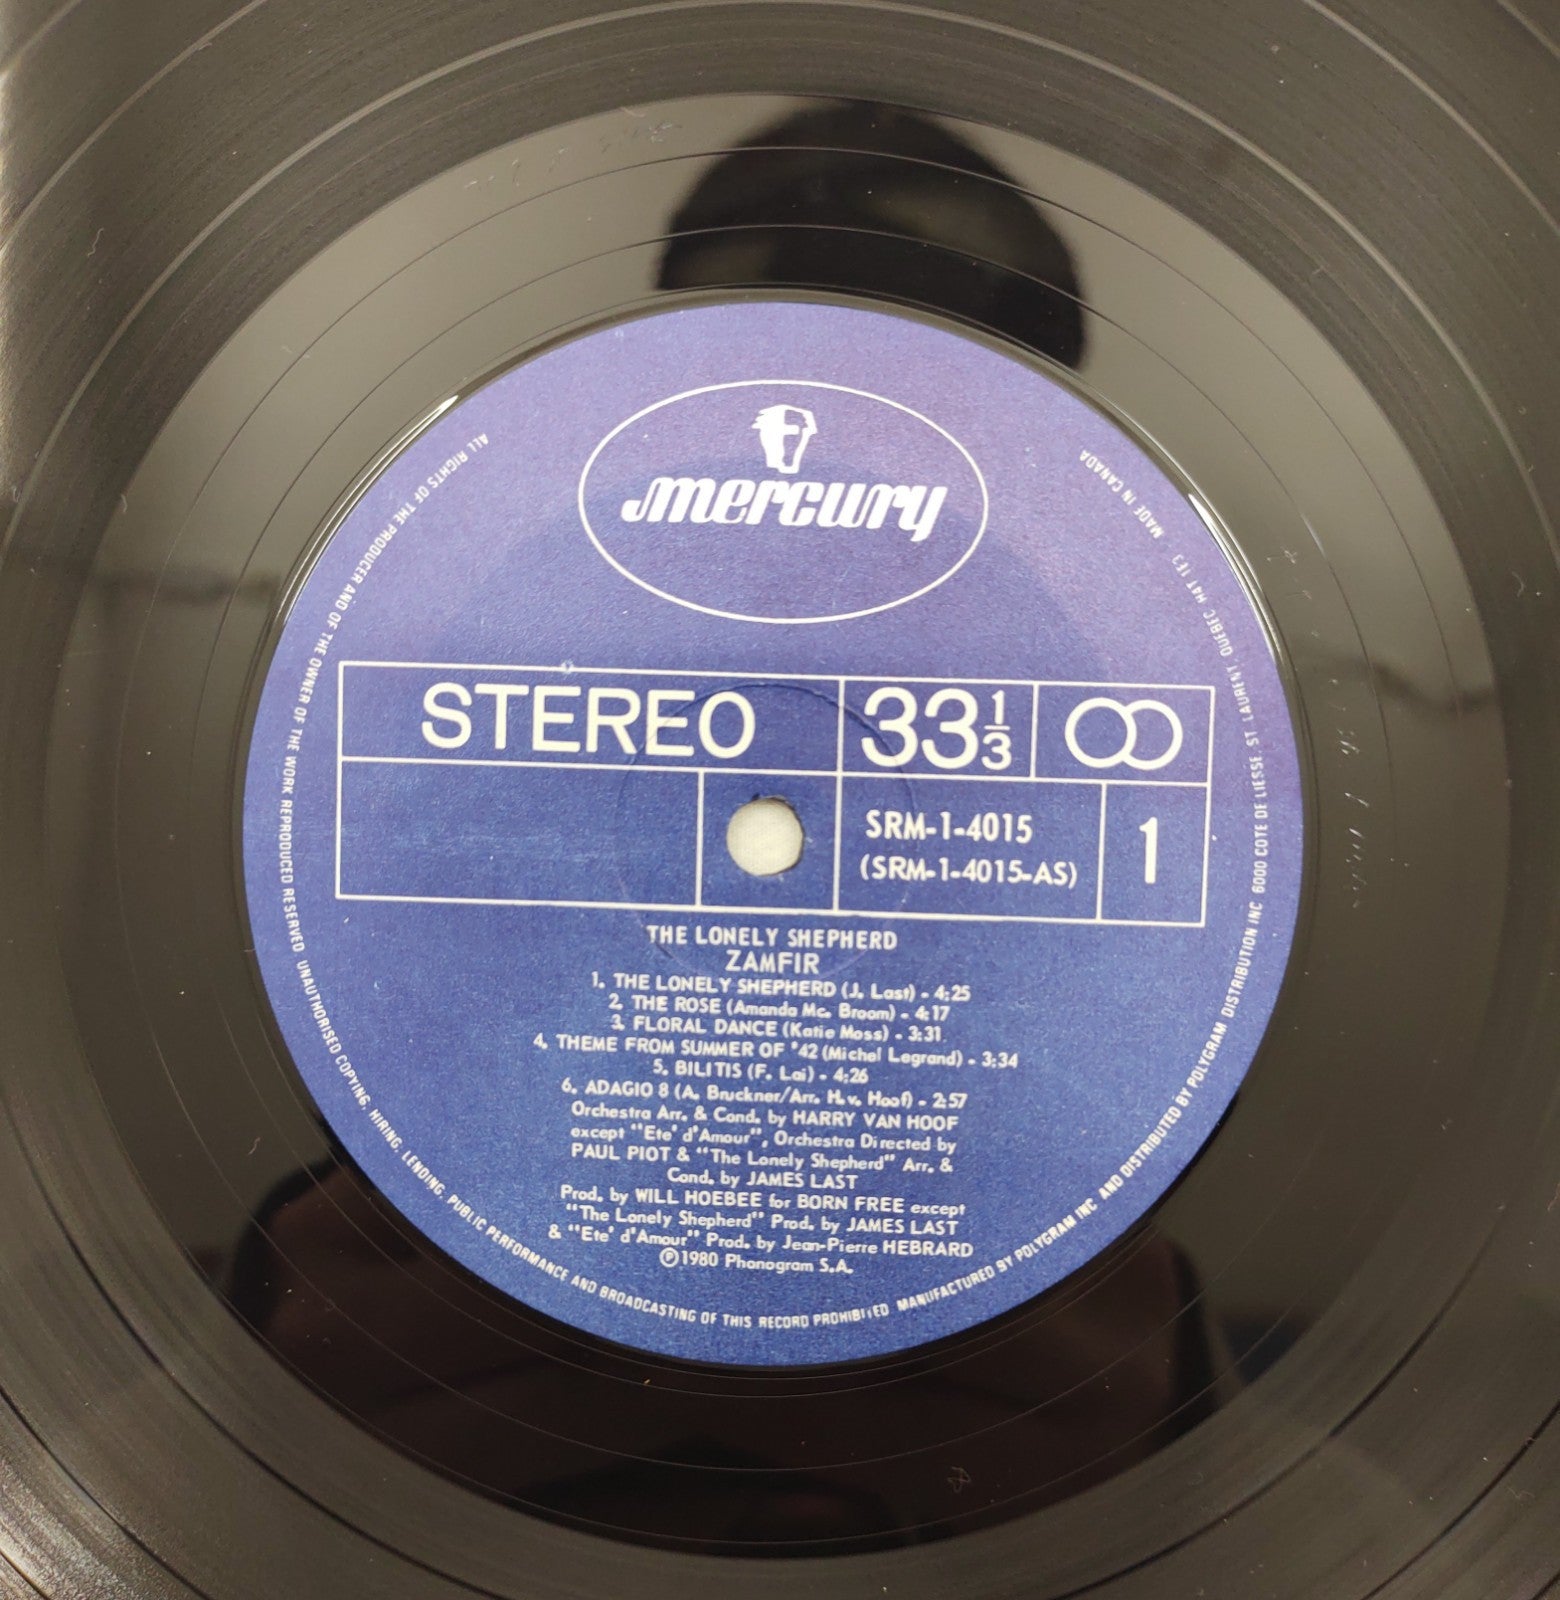 mercury
STEREO 33 1/3
SRM-1-4015
(SRM-1-4015-AS) 1
THE LONELY SHEPHERD
ZAMFIR
1. THE LONELY SHEPHERD (J. Last) - 4:25
2. THE ROSE (Amanda Mc. Broom) - 4:17
3. FLORAL DANCE (Katie Moss) - 3:31
4. THEME FROM SUMMER OF '42 (Michel Legrand) - 3:34
5. BILITIS (F. Lai) - 4:26
6. ADAGIO 8 (A. Bruckner/Arr. H.v. Hoof) - 2:57
Orchestra Arr. & Cond. by HARRY VAN HOOF
except "Ete' d'Amour", Orchestra Directed by
PAUL PIOT & "The Lonely Shepherd" Arr. &
Cond. by JAMES LAST
Prod. by WILL HOEBEE for BORN FREE except
"The Lonely Shepherd" Prod. by JAMES LAST
& "Ete' d'Amour" Prod. by Jean-Pierre HEBRARD
℗1980 Phonogram S.A.
ALL RIGHTS OF THE PRODUCER AND OF THE OWNER OF THE WORK REPRODUCED RESERVED. UNAUTHORISED COPYING, HIRING, LENDING, PUBLIC PERFORMANCE AND BROADCASTING OF THIS RECORD PROHIBITED MANUFACTURED BY POLYGRAM INC AND DISTRIBUTED BY POLYGRAM DISTRIBUTION INC 6000 COTE DE LIESSE, ST LAURENT, QUEBEC H4T 1E3 MADE IN CANADA